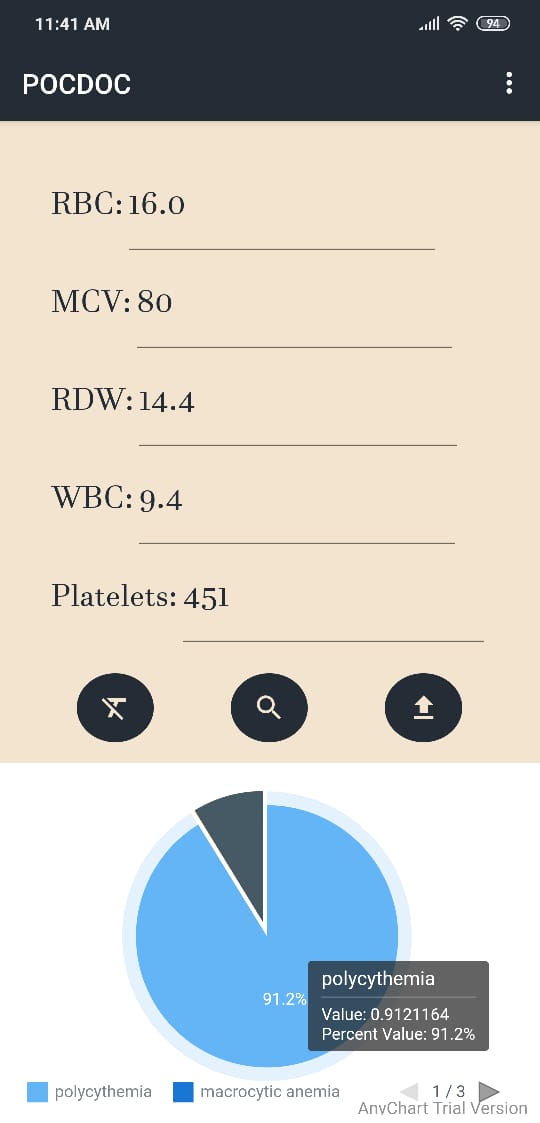 11:41 AM 94
POCDOC
RBC: 16.0
MCV: 80
RDW: 14.4
WBC: 9.4
Platelets: 451
polycythemia
91.2%
Value: 0.9121164
Percent Value: 91.2%
polycythemia macrocytic anemia 1 / 3
AnyChart Trial Version